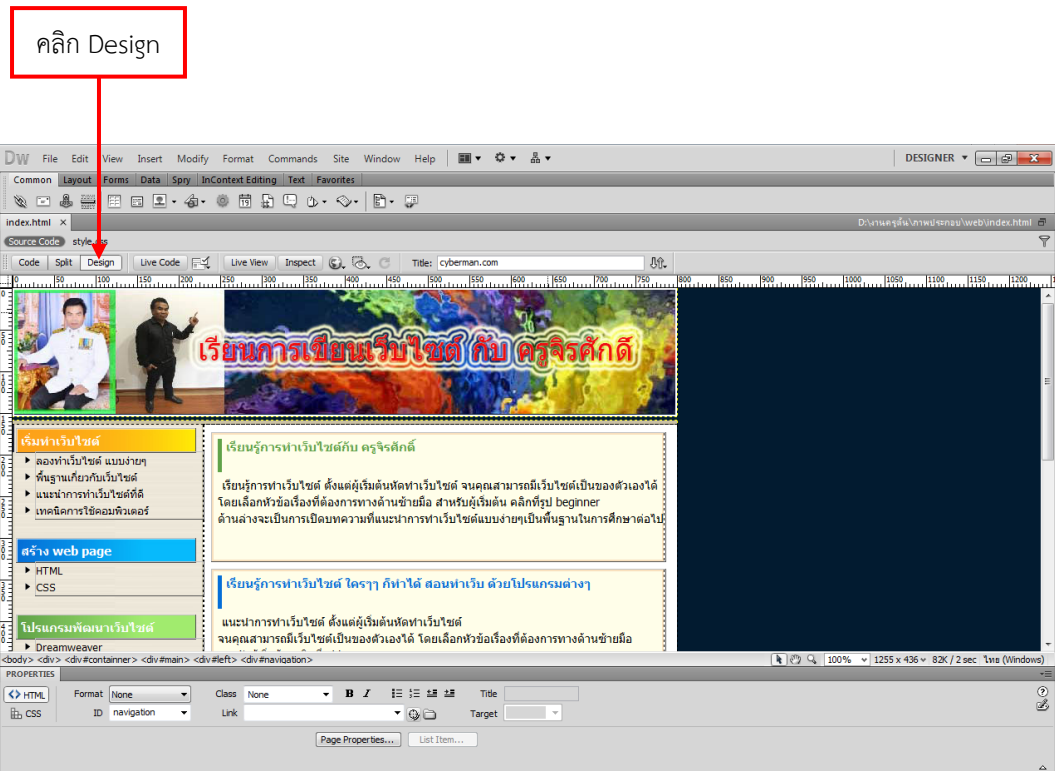 คลิก Design
DW File Edit View Insert Modify Format Commands Site Window Help DESIGNER
Common Layout Forms Data Spry InContext Editing Text Favorites
index.html × D:\งานครูตั้น\ภาพประกอบ\web\index.html
Source Code style.css
Code Split Design Live Code Live View Inspect Title: cyberman.com
0 50 100 150 200 250 300 350 400 450 500 550 600 650 700 750 800 850 900 950 1000 1050 1100 1150 1200
เรียนการเขียนเว็บไซต์ กับ ครูจิรศักดิ์
เริ่มทำเว็บไซต์
ลองทำเว็บไซต์ แบบง่ายๆ
พื้นฐานเกี่ยวกับเว็บไซต์
แนะนำการทำเว็บไซต์ที่ดี
เทคนิคการใช้คอมพิวเตอร์
สร้าง web page
HTML
CSS
โปรแกรมพัฒนาเว็บไซต์
Dreamweaver
เรียนรู้การทำเว็บไซต์กับ ครูจิรศักดิ์
เรียนรู้การทำเว็บไซต์ ตั้งแต่ผู้เริ่มต้นหัดทำเว็บไซต์ จนคุณสามารถมีเว็บไซต์เป็นของตัวเองได้
โดยเลือกหัวข้อเรื่องที่ต้องการทางด้านซ้ายมือ สำหรับผู้เริ่มต้น คลิกที่รูป beginner
ด้านล่างจะเป็นการเปิดบทความที่แนะนำการทำเว็บไซต์แบบง่ายๆเป็นพื้นฐานในการศึกษาต่อไป
เรียนรู้การทำเว็บไซต์ ใครๆๆ ก็ทำได้ สอนทำเว็บ ด้วยโปรแกรมต่างๆ
แนะนำการทำเว็บไซต์ ตั้งแต่ผู้เริ่มต้นหัดทำเว็บไซต์
จนคุณสามารถมีเว็บไซต์เป็นของตัวเองได้ โดยเลือกหัวข้อเรื่องที่ต้องการทางด้านซ้ายมือ
<body> <div> <div#containner> <div#main> <div#left> <div#navigation> 100% 1255 x 436 82K / 2 sec ไทย (Windows)
PROPERTIES
<> HTML Format None Class None B I Title
CSS ID navigation Link Target
Page Properties... List Item...